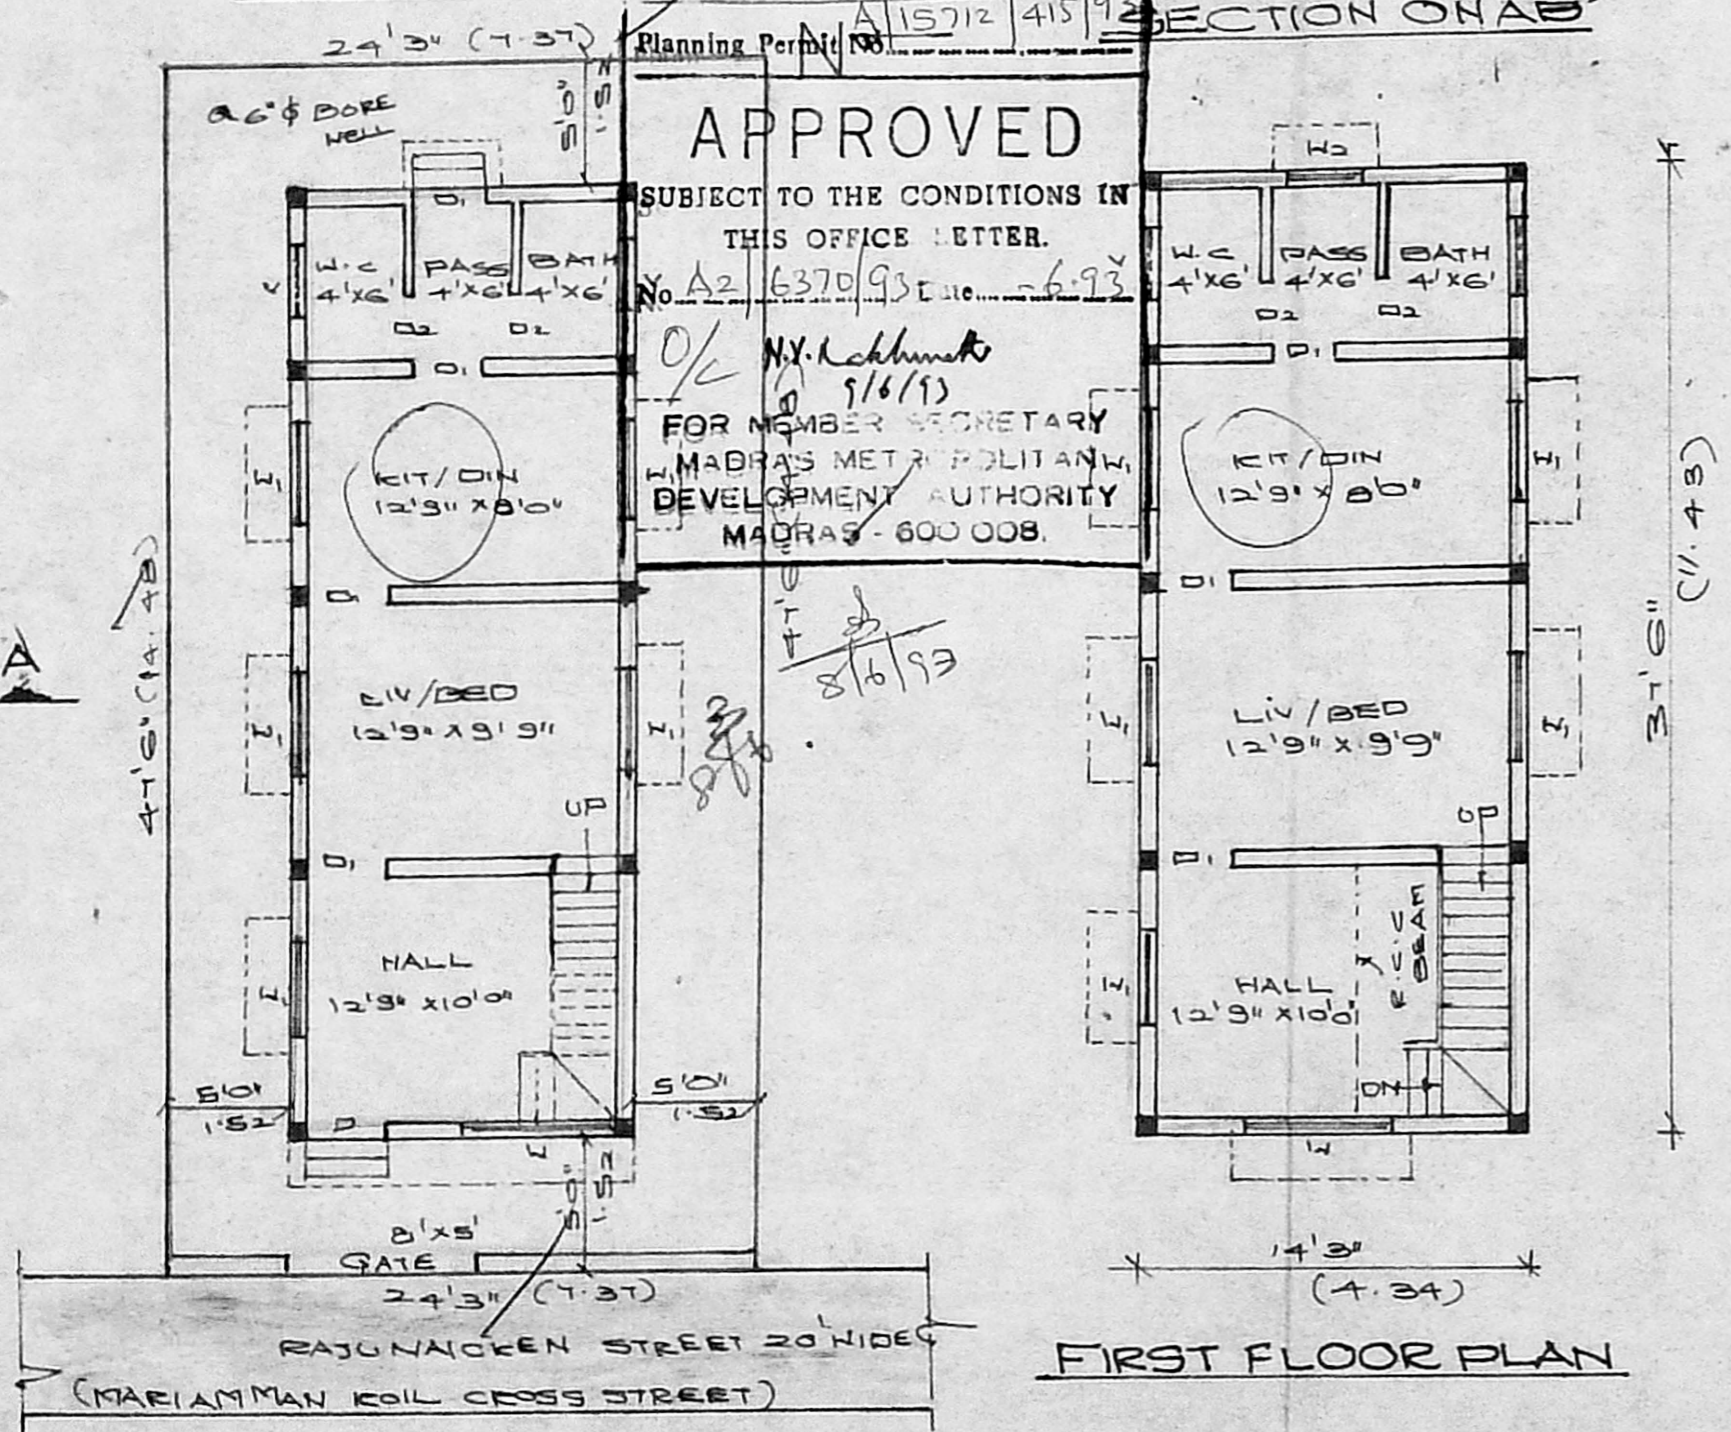 24'3" (7.37)
Planning Permit No. A/15712/415/93
SECTION ON AB
Q 6" ф BORE
WELL
5'0"
1.52
APPROVED
SUBJECT TO THE CONDITIONS IN
THIS OFFICE LETTER.
No. A2/6370/93 Date -6.93
O/C
9/6/93
FOR MEMBER SECRETARY
MADRAS METROPOLITAN
DEVELOPMENT AUTHORITY
MADRAS - 600 008.
8/6/93
D1
W.C
4'X6'
PASS
4'X6'
BATH
4'X6'
V
D2
D2
D1
W1
KIT/DIN
12'9" X 8'0"
W1
D1
A
47'6" (14.48)
W1
LIV/BED
12'9" X 9'9"
W1
UP
D1
W1
HALL
12'9" X 10'0"
5'0"
1.52
5'0"
1.52
D
W
5'0"
1.52
8'X5'
GATE
24'3" (7.37)
RAJUNAICKEN STREET 20' WIDE
(MARIAMMAN KOIL CROSS STREET)
W2
W.C
4'X6'
PASS
4'X6'
BATH
4'X6'
V
D2
D2
D1
W1
KIT/DIN
12'9" X 8'0"
W1
D1
37'6"
(11.43)
W1
LIV/BED
12'9" X 9'9"
W1
UP
D1
W1
HALL
12'9" X 10'0"
R.C.C
BEAM
DN
W
14'3"
(4.34)
FIRST FLOOR PLAN